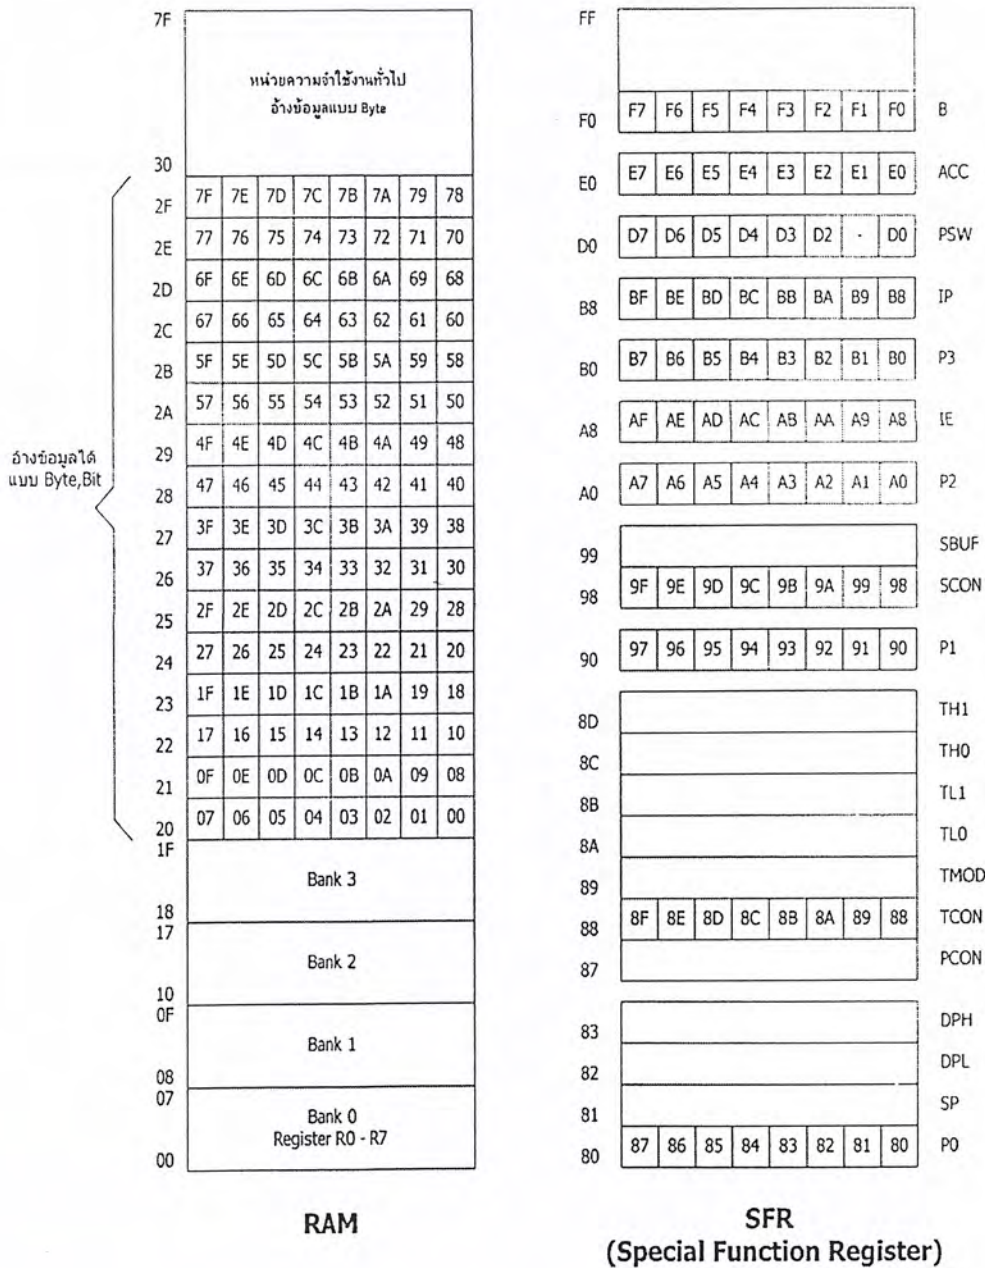 7F
หน่วยความจำใช้งานทั่วไป
อ้างข้อมูลแบบ Byte
30
2F 7F 7E 7D 7C 7B 7A 79 78
2E 77 76 75 74 73 72 71 70
2D 6F 6E 6D 6C 6B 6A 69 68
2C 67 66 65 64 63 62 61 60
2B 5F 5E 5D 5C 5B 5A 59 58
2A 57 56 55 54 53 52 51 50
29 4F 4E 4D 4C 4B 4A 49 48
28 47 46 45 44 43 42 41 40
27 3F 3E 3D 3C 3B 3A 39 38
26 37 36 35 34 33 32 31 30
25 2F 2E 2D 2C 2B 2A 29 28
24 27 26 25 24 23 22 21 20
23 1F 1E 1D 1C 1B 1A 19 18
22 17 16 15 14 13 12 11 10
21 0F 0E 0D 0C 0B 0A 09 08
20 07 06 05 04 03 02 01 00
อ้างข้อมูลได้
แบบ Byte,Bit
1F
Bank 3
18
17
Bank 2
10
0F
Bank 1
08
07
Bank 0
Register R0 - R7
00
RAM
FF
F0 F7 F6 F5 F4 F3 F2 F1 F0 B
E0 E7 E6 E5 E4 E3 E2 E1 E0 ACC
D0 D7 D6 D5 D4 D3 D2 - D0 PSW
B8 BF BE BD BC BB BA B9 B8 IP
B0 B7 B6 B5 B4 B3 B2 B1 B0 P3
A8 AF AE AD AC AB AA A9 A8 IE
A0 A7 A6 A5 A4 A3 A2 A1 A0 P2
99 SBUF
98 9F 9E 9D 9C 9B 9A 99 98 SCON
90 97 96 95 94 93 92 91 90 P1
8D TH1
8C TH0
8B TL1
8A TL0
89 TMOD
88 8F 8E 8D 8C 8B 8A 89 88 TCON
87 PCON
83 DPH
82 DPL
81 SP
80 87 86 85 84 83 82 81 80 P0
SFR
(Special Function Register)